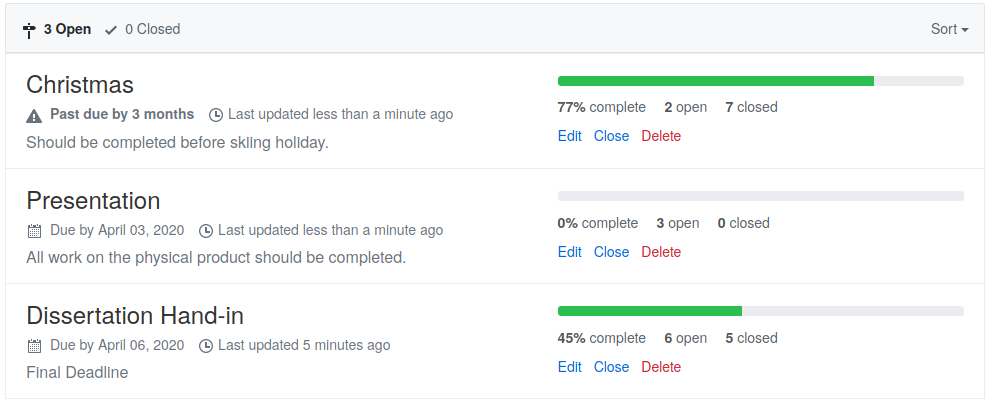 3 Open 0 Closed Sort
Christmas
Past due by 3 months Last updated less than a minute ago
Should be completed before skiing holiday.
77% complete 2 open 7 closed
Edit Close Delete
Presentation
Due by April 03, 2020 Last updated less than a minute ago
All work on the physical product should be completed.
0% complete 3 open 0 closed
Edit Close Delete
Dissertation Hand-in
Due by April 06, 2020 Last updated 5 minutes ago
Final Deadline
45% complete 6 open 5 closed
Edit Close Delete